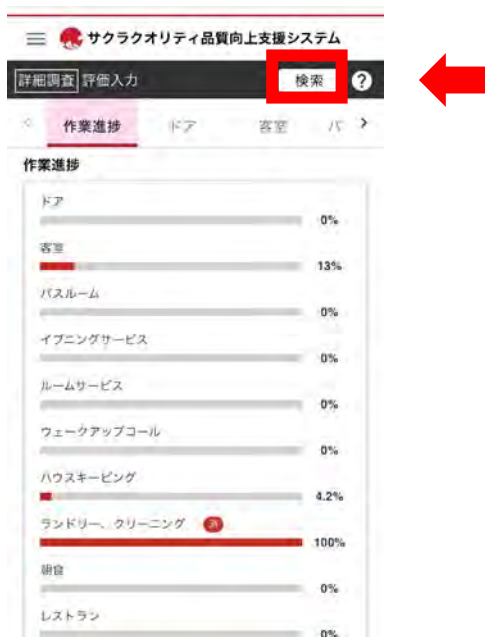 サクラクオリティ品質向上支援システム
詳細調査 評価入力 検索 ?
作業進捗 ドア 客室 バ
作業進捗
ドア
0%
客室
13%
バスルーム
0%
イブニングサービス
0%
ルームサービス
0%
ウェークアップコール
0%
ハウスキーピング
4.2%
ランドリー、クリーニング 済
100%
朝食
0%
レストラン
0%